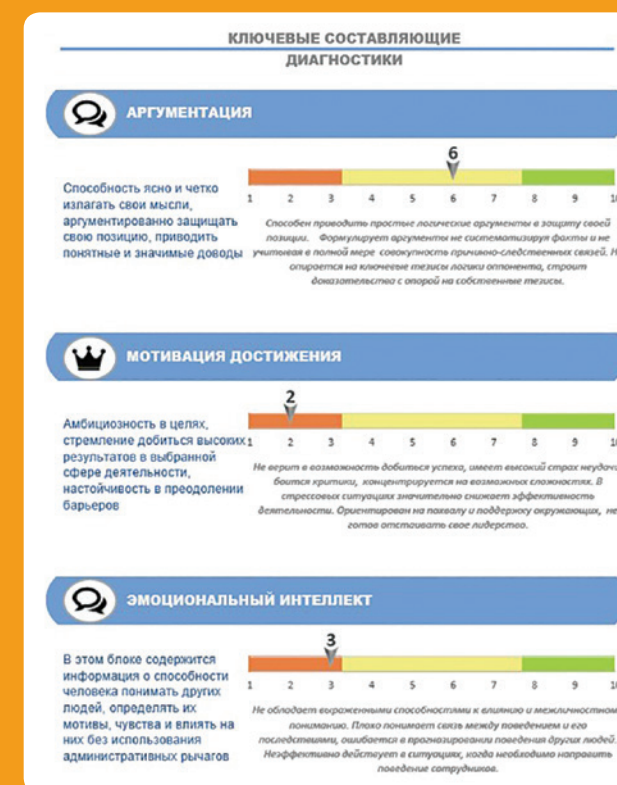 КЛЮЧЕВЫЕ СОСТАВЛЯЮЩИЕ
ДИАГНОСТИКИ
АРГУМЕНТАЦИЯ
Способность ясно и четко
излагать свои мысли,
аргументированно защищать
свою позицию, приводить
понятные и значимые доводы
6
1 2 3 4 5 6 7 8 9 10
Способен приводить простые логические аргументы в защиту своей
позиции. Формулирует аргументы не систематизируя факты и не
учитывая в полной мере совокупность причинно-следственных связей. Н
опирается на ключевые тезисы логики оппонента, строит
доказательство с опорой на собственные тезисы.
МОТИВАЦИЯ ДОСТИЖЕНИЯ
Амбициозность в целях,
стремление добиться высоких
результатов в выбранной
сфере деятельности,
настойчивость в преодолении
барьеров
2
1 2 3 4 5 6 7 8 9 10
Не верит в возможность добиться успеха, имеет высокий страх неудачи
боится критики, концентрируется на возможных сложностях. В
стрессовых ситуациях значительно снижает эффективность
деятельности. Ориентирован на похвалу и поддержку окружающих, не
готов отстаивать свое лидерство.
ЭМОЦИОНАЛЬНЫЙ ИНТЕЛЛЕКТ
В этом блоке содержится
информация о способности
человека понимать других
людей, определять их
мотивы, чувства и влиять на
них без использования
административных рычагов
3
1 2 3 4 5 6 7 8 9 10
Не обладает выраженными способностями к влиянию и межличностном
пониманию. Плохо понимает связь между поведением и его
последствиями, ошибается в прогнозировании поведения других людей.
Неэффективно действует в ситуациях, когда необходимо направить
поведение сотрудников.